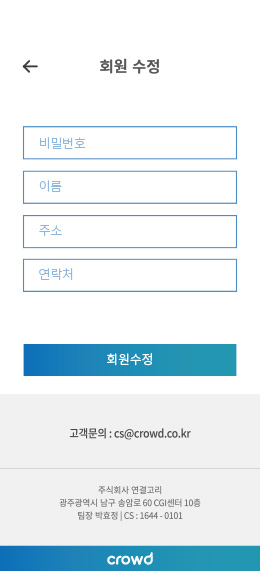 회원 수정
비밀번호
이름
주소
연락처
회원수정
고객문의 : cs@crowd.co.kr
주식회사 연결고리
광주광역시 남구 송암로 60 CGI센터 10층
팀장 박효정 | CS : 1644 - 0101
crowd